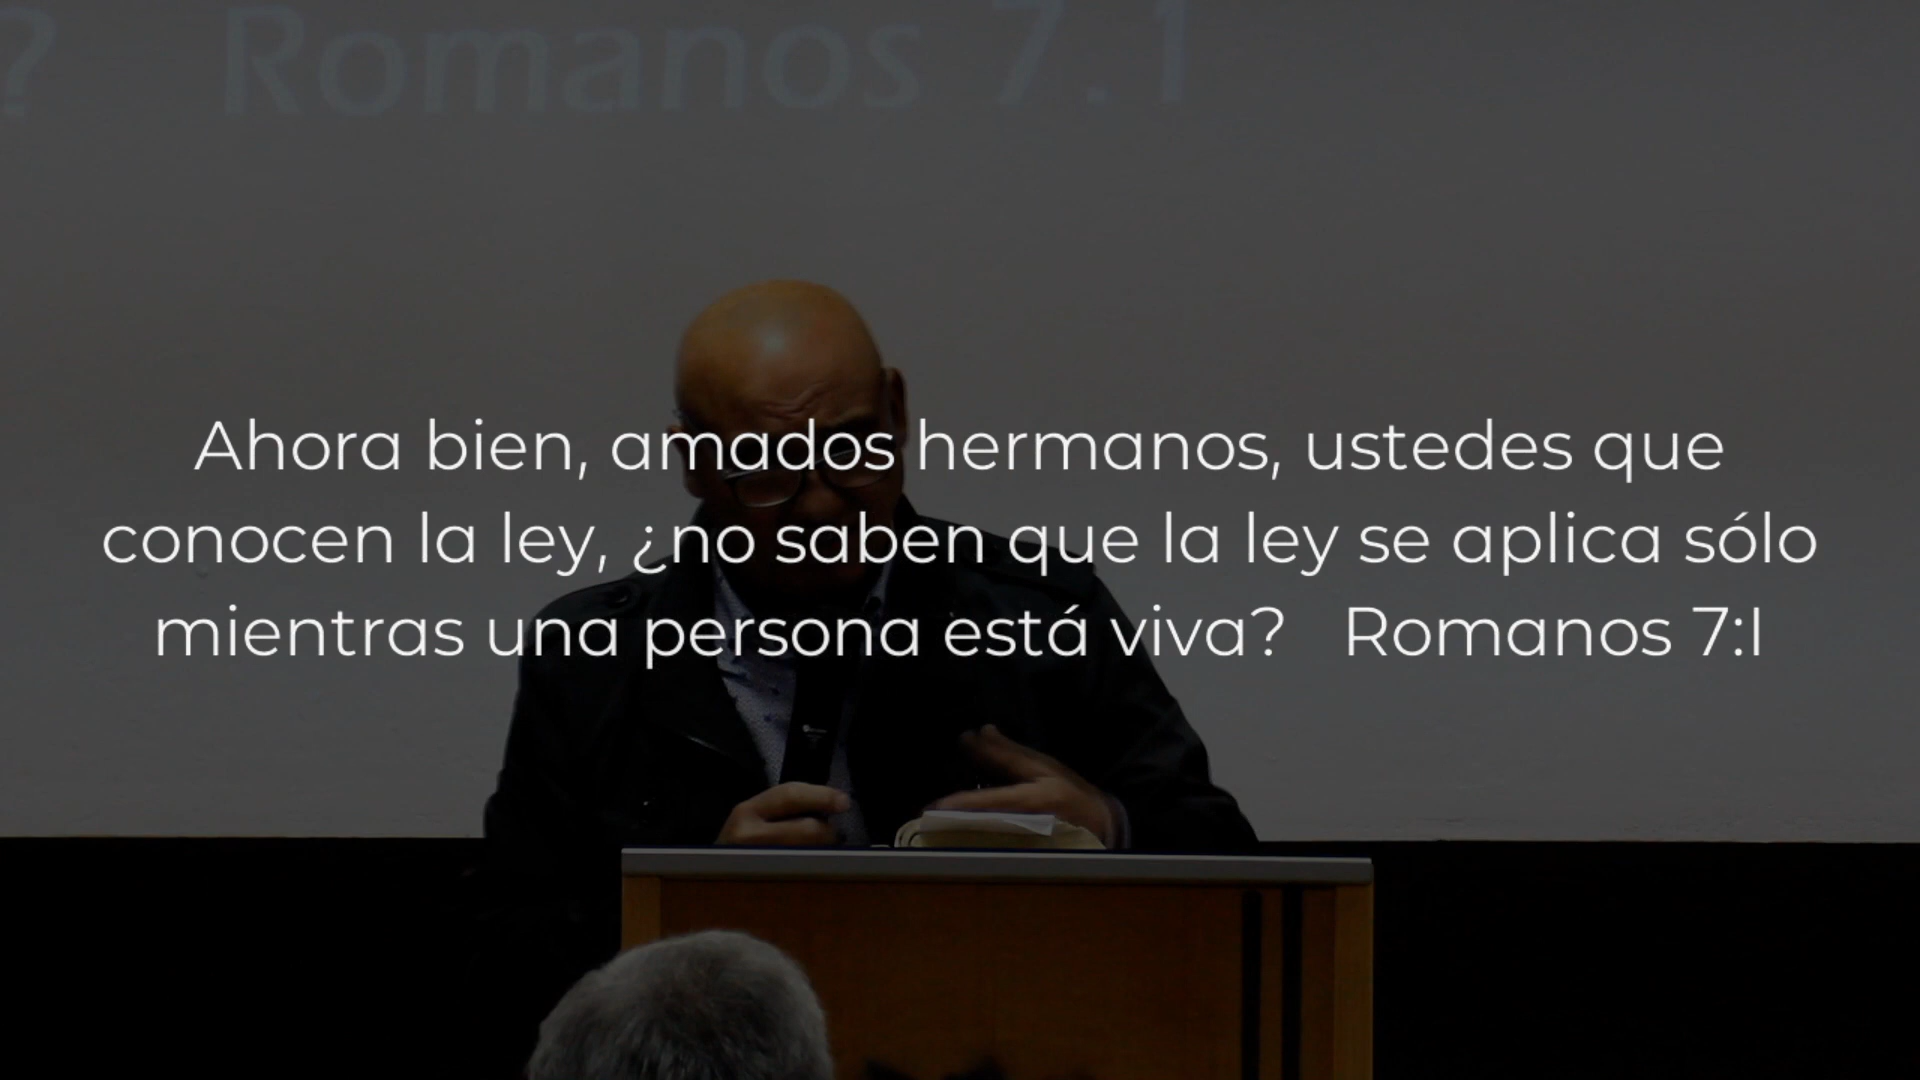 ? Romanos 7.1
Ahora bien, amados hermanos, ustedes que
conocen la ley, ¿no saben que la ley se aplica sólo
mientras una persona está viva? Romanos 7:1